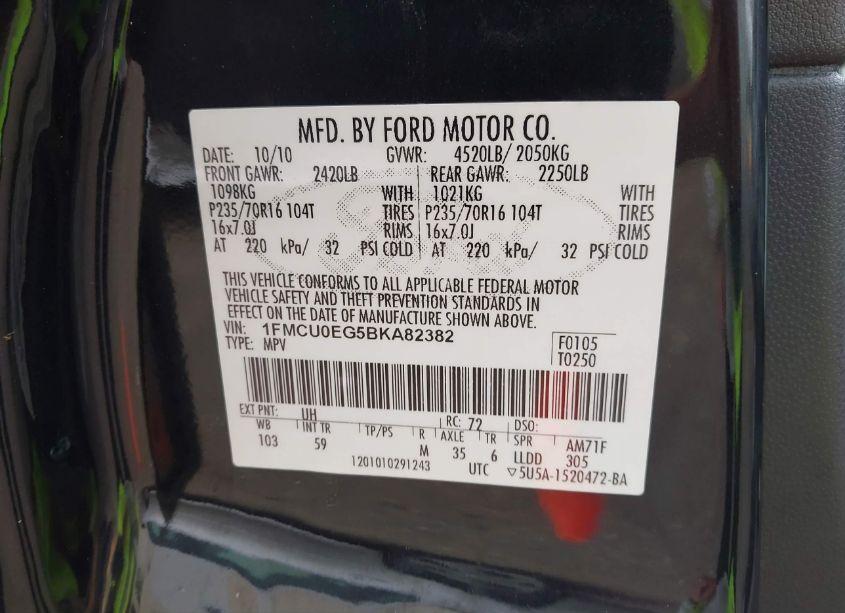 MFD. BY FORD MOTOR CO.
DATE: 10/10 GVWR: 4520LB/ 2050KG
FRONT GAWR: 2420LB REAR GAWR: 2250LB
1098KG WITH 1021KG WITH
P235/70R16 104T TIRES P235/70R16 104T TIRES
16x7.0J RIMS 16x7.0J RIMS
AT 220 kPa/ 32 PSI COLD AT 220 kPa/ 32 PSI COLD
THIS VEHICLE CONFORMS TO ALL APPLICABLE FEDERAL MOTOR
VEHICLE SAFETY AND THEFT PREVENTION STANDARDS IN
EFFECT ON THE DATE OF MANUFACTURE SHOWN ABOVE.
VIN: 1FMCU0EG5BKA82382 F0105
TYPE: MPV T0250
EXT PNT: UH RC: 72 DSO:
WB INT TR TP/PS R AXLE TR SPR AM71F
103 59 M 35 6 LLDD 305
1201010291243 UTC ▽5U5A-1520472-BA